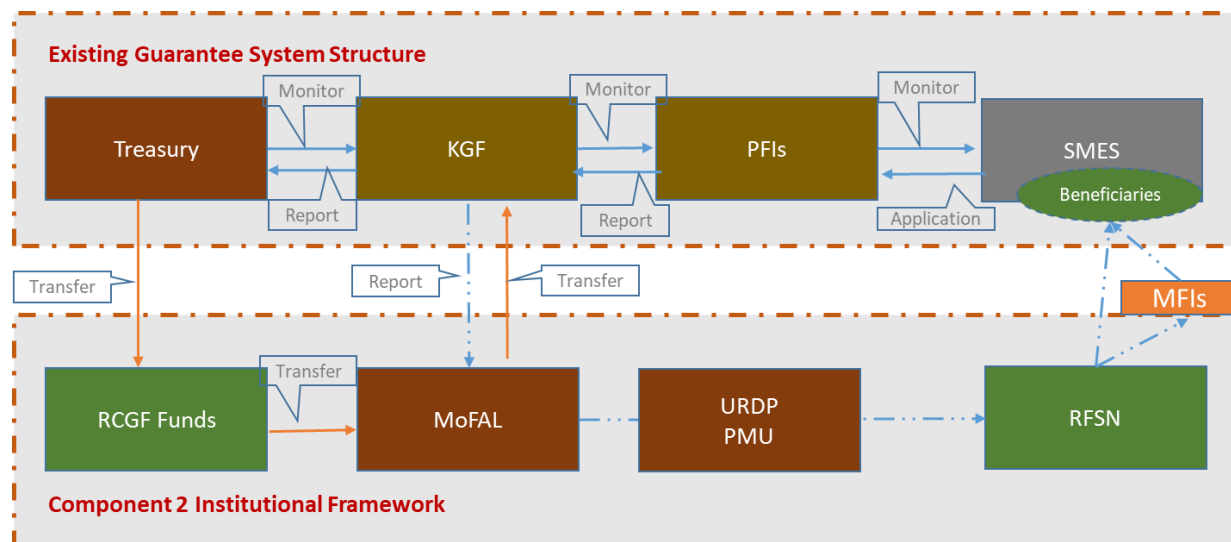 Existing Guarantee System Structure
Monitor
Monitor
Monitor
Treasury
KGF
PFIs
SMES
Beneficiaries
Report
Report
Application
Transfer
Report
Transfer
MFIs
Transfer
RCGF Funds
MoFAL
URDP
PMU
RFSN
Component 2 Institutional Framework